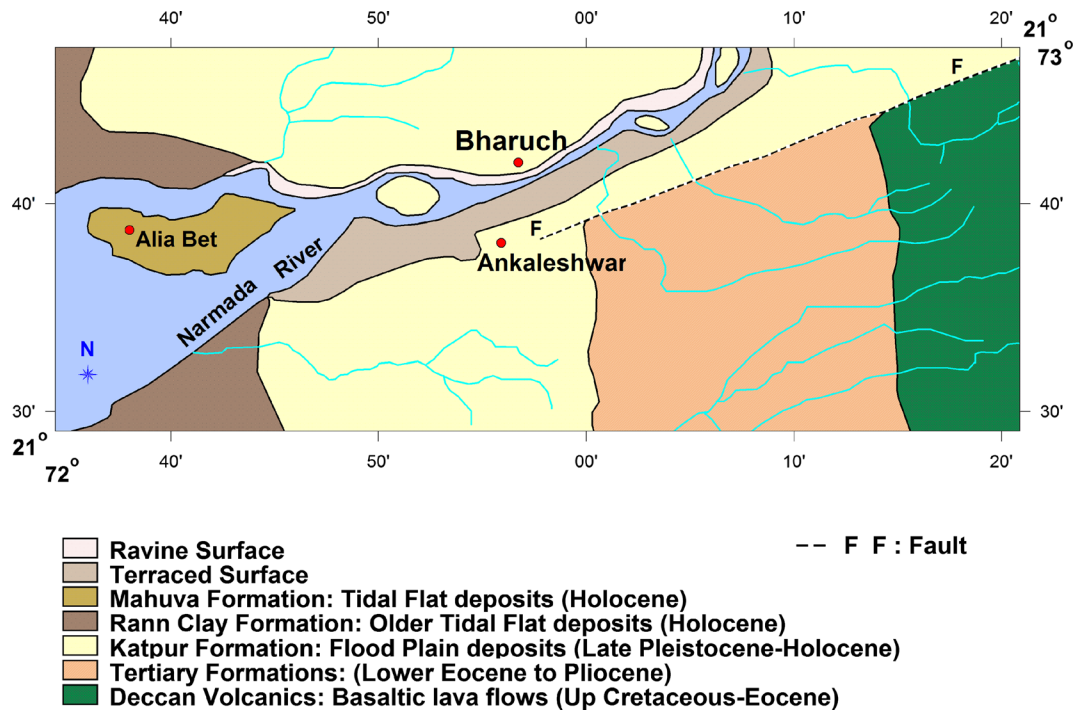 40'
50'
00'
10'
20'
21°
73°
F
Bharuch
40'
40'
Alia Bet
F
Ankaleshwar
Narmada River
N
30'
30'
21°
72°
40'
50'
00'
10'
20'
Ravine Surface
Terraced Surface
Mahuva Formation: Tidal Flat deposits (Holocene)
Rann Clay Formation: Older Tidal Flat deposits (Holocene)
Katpur Formation: Flood Plain deposits (Late Pleistocene-Holocene)
Tertiary Formations: (Lower Eocene to Pliocene)
Deccan Volcanics: Basaltic lava flows (Up Cretaceous-Eocene)
F F : Fault